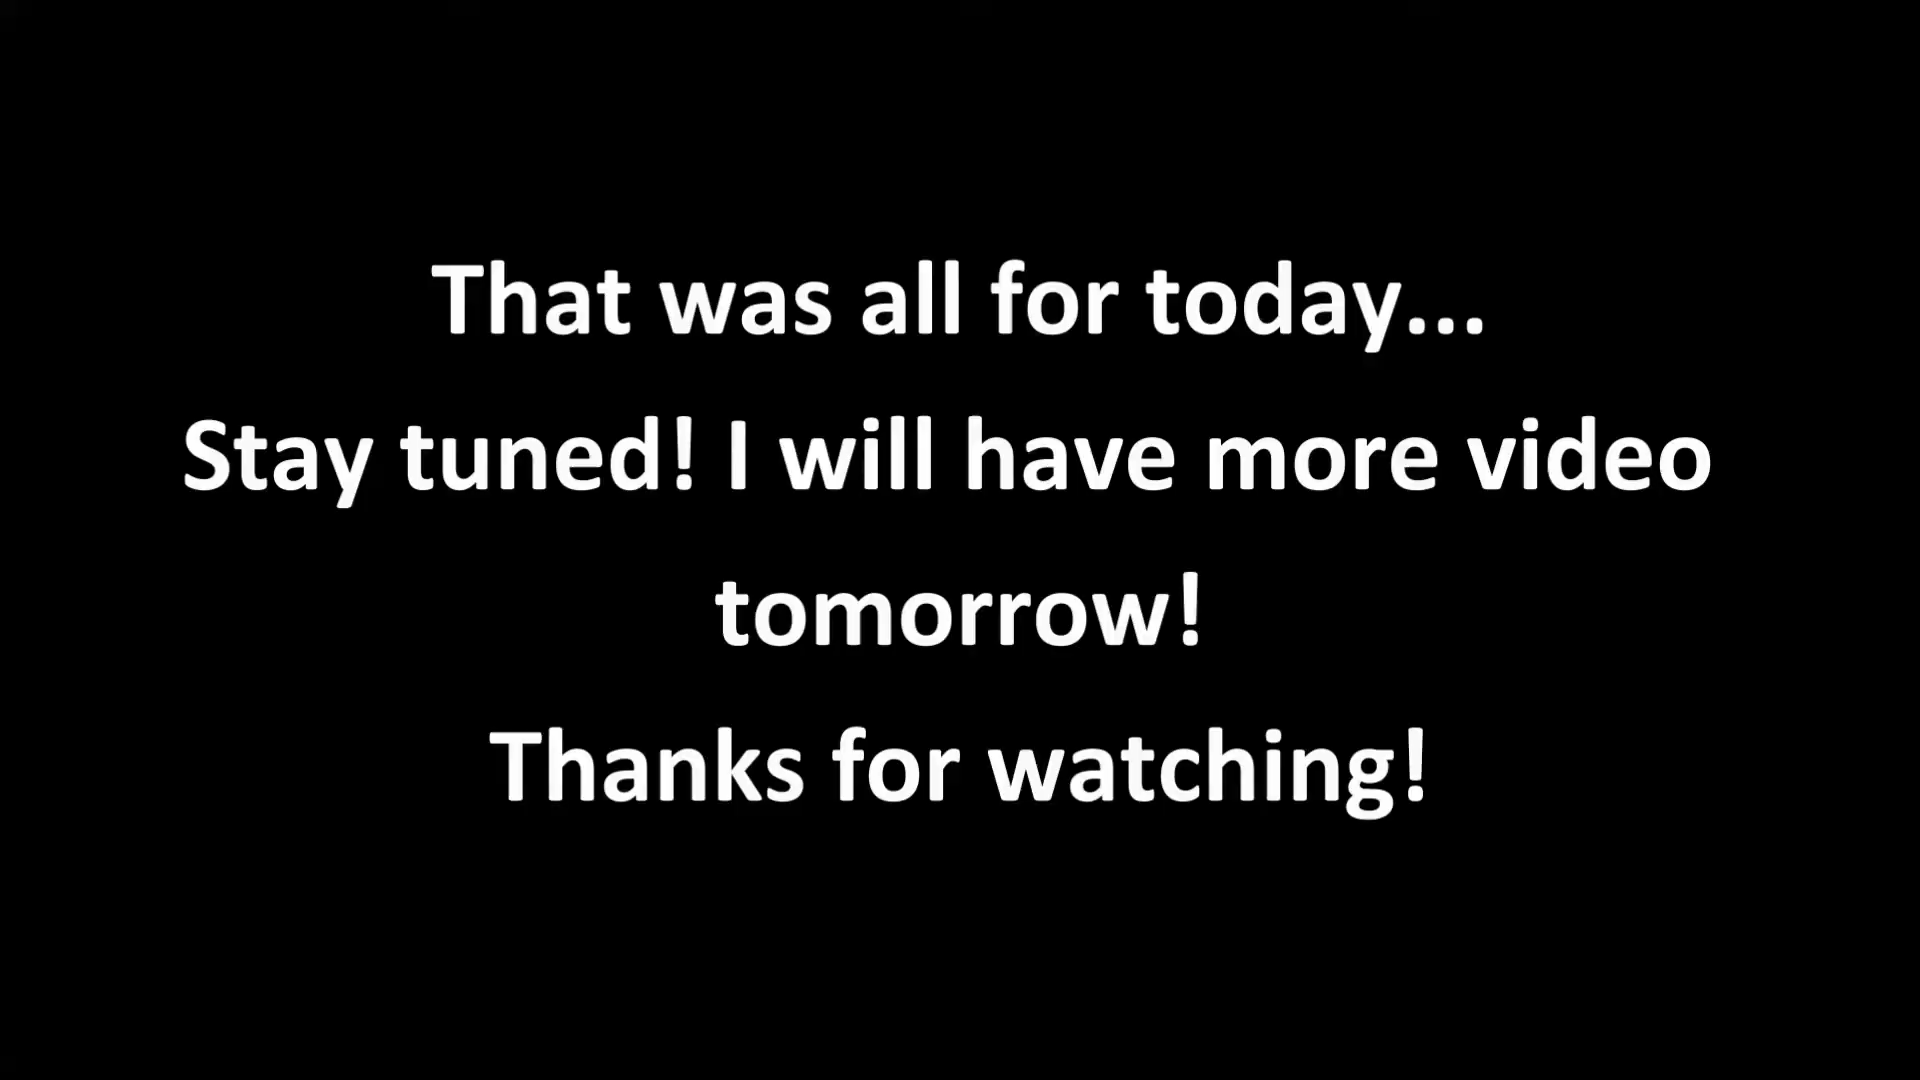 That was all for today...
Stay tuned! I will have more video
tomorrow!
Thanks for watching!